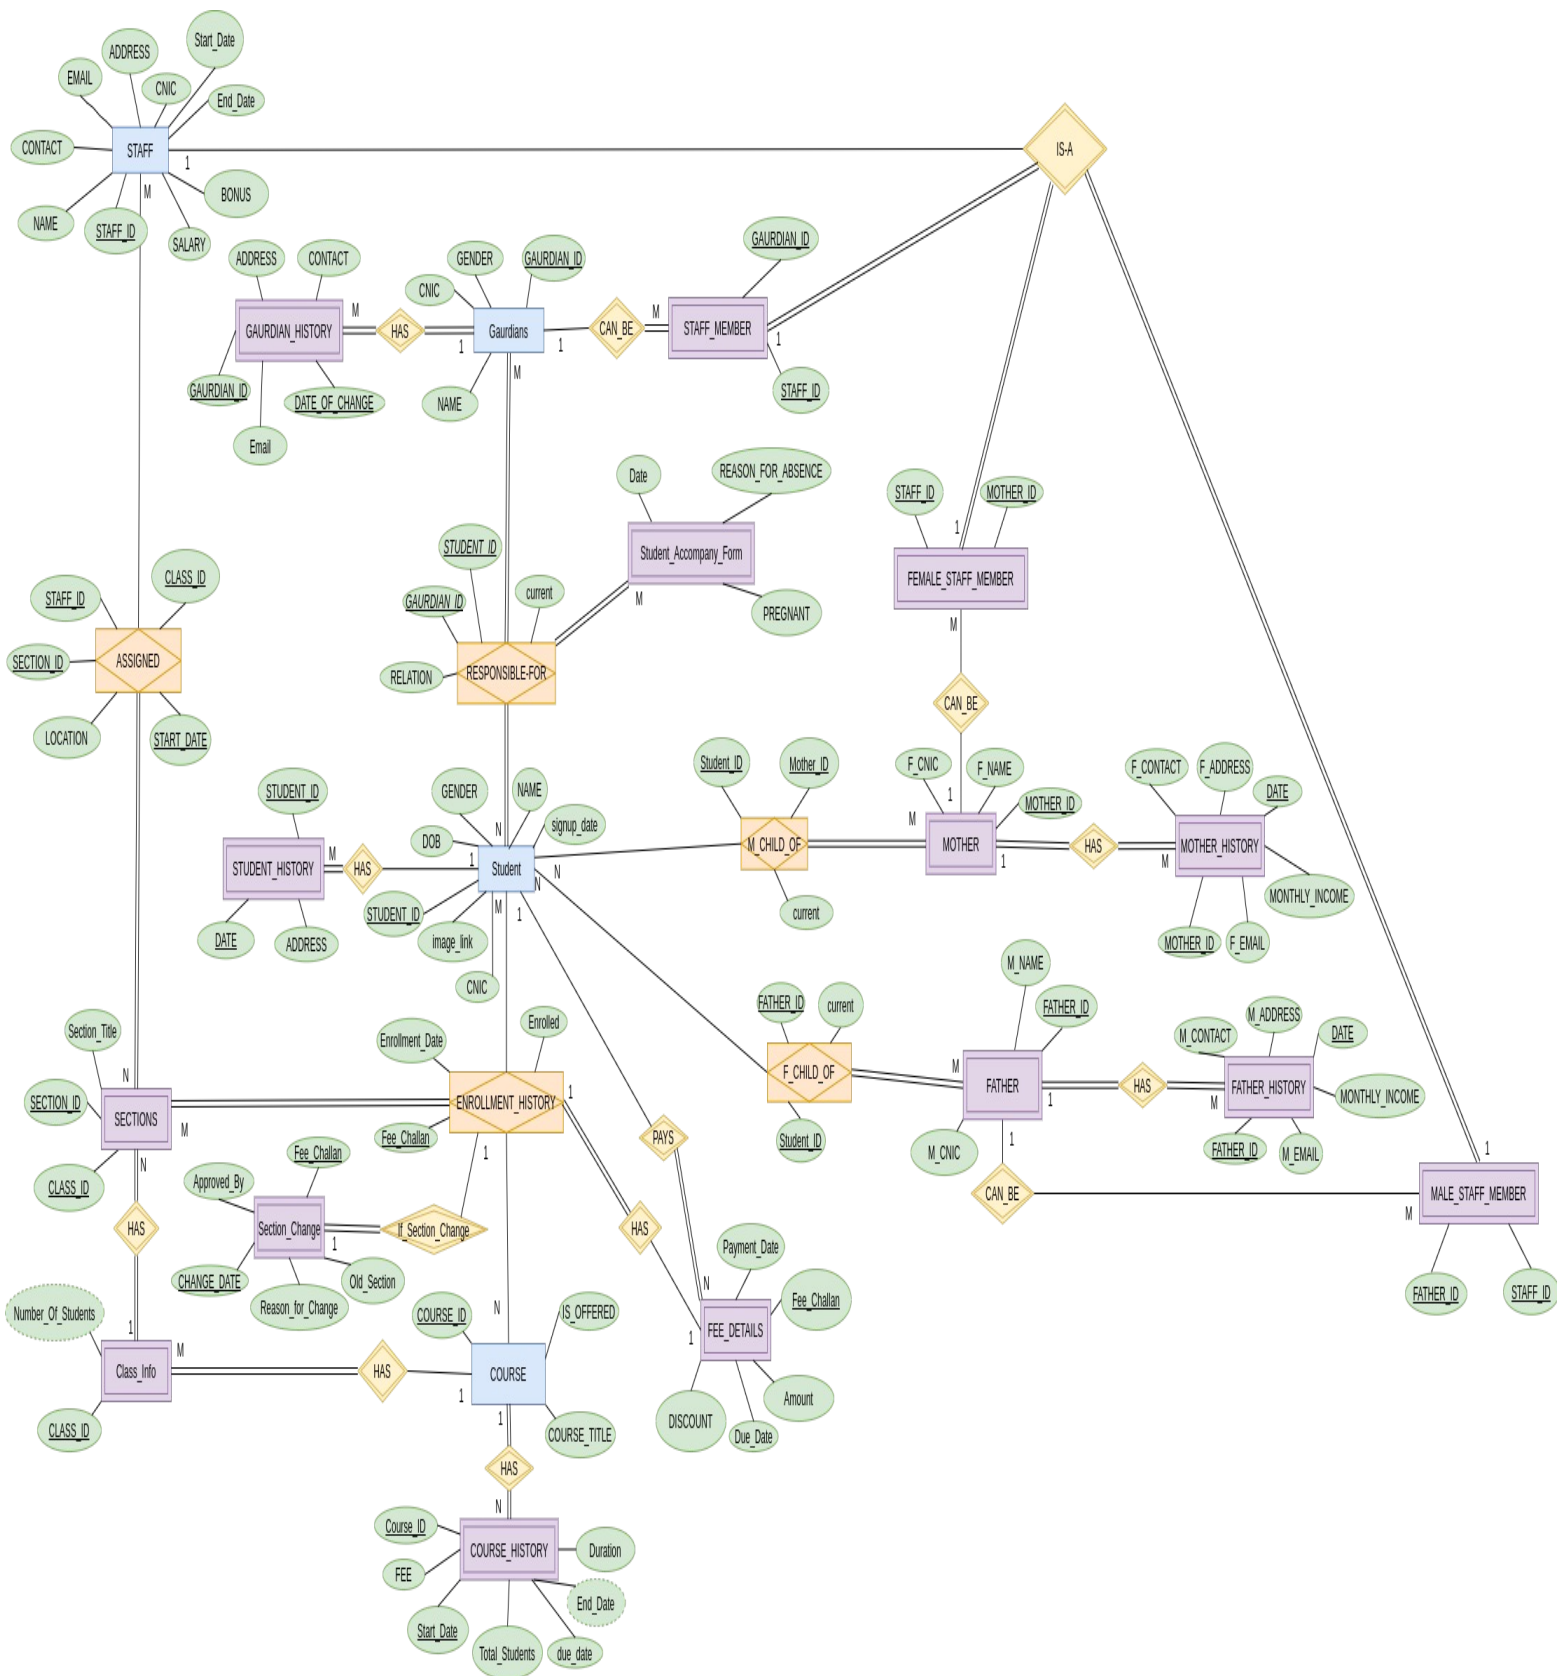 Start_Date
ADDRESS
EMAIL
CNIC
End_Date
CONTACT
STAFF
1
IS-A
M
BONUS
NAME
STAFF_ID
SALARY
ADDRESS
CONTACT
GENDER
GAURDIAN_ID
GAURDIAN_ID
CNIC
M
M
GAURDIAN_HISTORY
HAS
Gaurdians
CAN_BE
STAFF_MEMBER
1
1
1
M
GAURDIAN_ID
DATE_OF_CHANGE
NAME
STAFF_ID
Email
Date
REASON_FOR_ABSENCE
STAFF_ID
MOTHER_ID
1
STUDENT_ID
Student_Accompany_Form
CLASS_ID
FEMALE_STAFF_MEMBER
STAFF_ID
GAURDIAN_ID
current
M
PREGNANT
M
SECTION_ID
ASSIGNED
RELATION
RESPONSIBLE-FOR
CAN_BE
LOCATION
START_DATE
Student_ID
Mother_ID
F_CNIC
F_NAME
F_CONTACT
F_ADDRESS
STUDENT_ID
GENDER
NAME
DATE
1
MOTHER_ID
signup_date
N
M
DOB
M_CHILD_OF
MOTHER
HAS
MOTHER_HISTORY
M
1
STUDENT_HISTORY
HAS
Student
N
1
M
N
STUDENT_ID
M
1
current
MONTHLY_INCOME
DATE
ADDRESS
image_link
MOTHER_ID
F_EMAIL
CNIC
M_NAME
FATHER_ID
current
FATHER_ID
M_ADDRESS
Section_Title
Enrolled
M_CONTACT
DATE
Enrollment_Date
M
N
F_CHILD_OF
FATHER
HAS
FATHER_HISTORY
MONTHLY_INCOME
SECTION_ID
1
ENROLLMENT_HISTORY
1
M
SECTIONS
M
Fee_Challan
PAYS
Student_ID
1
FATHER_ID
M_EMAIL
M_CNIC
1
Fee_Challan
1
N
CLASS_ID
Approved_By
CAN_BE
MALE_STAFF_MEMBER
M
HAS
Section_Change
If_Section_Change
HAS
1
Payment_Date
CHANGE_DATE
Old_Section
N
FATHER_ID
STAFF_ID
Reason_for_Change
Fee_Challan
Number_Of_Students
N
COURSE_ID
IS_OFFERED
1
1
FEE_DETAILS
M
Class_Info
HAS
COURSE
1
Amount
1
CLASS_ID
DISCOUNT
COURSE_TITLE
Due_Date
HAS
N
Course_ID
COURSE_HISTORY
Duration
FEE
End_Date
Start_Date
Total_Students
due_date